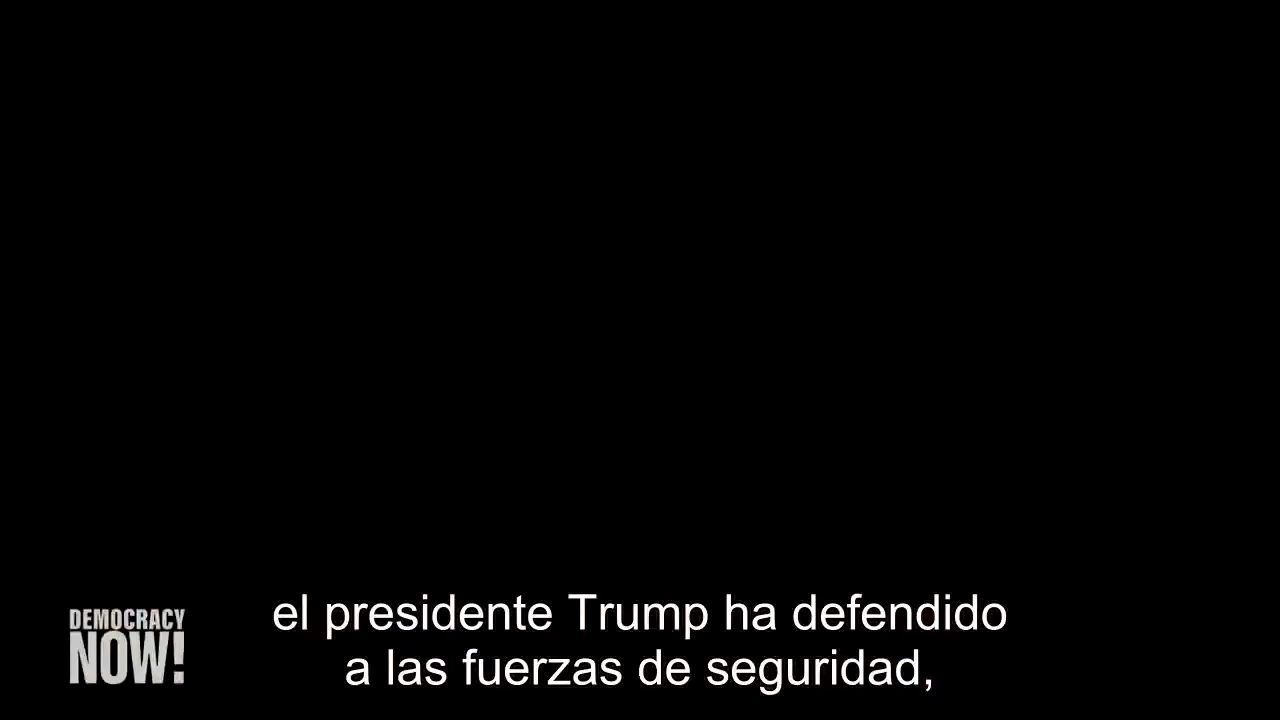 el presidente Trump ha defendido
a las fuerzas de seguridad,
DEMOCRACY
NOW!